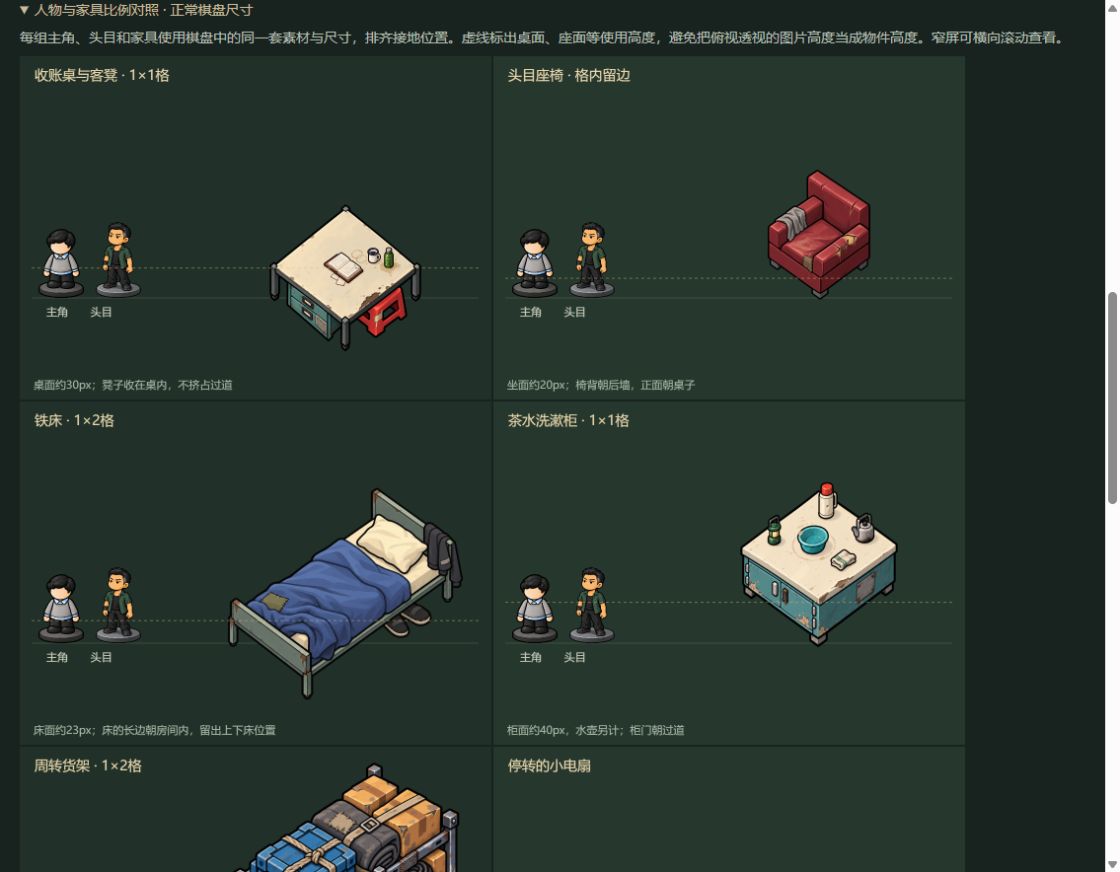 ▼ 人物与家具比例对照 · 正常棋盘尺寸
每组主角、头目和家具使用棋盘中的同一套素材与尺寸，排齐接地位置。虚线标出桌面、座面等使用高度，避免把俯视透视的图片高度当成物件高度。窄屏可横向滚动查看。
收账桌与客凳 · 1×1格
主角
头目
桌面约30px；凳子收在桌内，不挤占过道
头目座椅 · 格内留边
主角
头目
坐面约20px；椅背朝后墙，正面朝桌子
铁床 · 1×2格
主角
头目
床面约23px；床的长边朝房间内，留出上下床位置
茶水洗漱柜 · 1×1格
主角
头目
柜面约40px，水壶另计；柜门朝过道
周转货架 · 1×2格
停转的小电扇